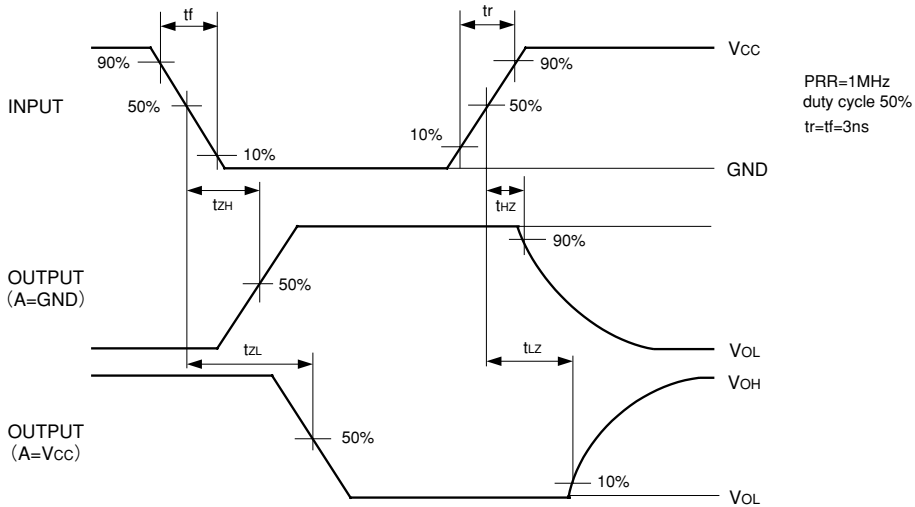 tf
tr
VCC
90%
90%
PRR=1MHz
INPUT
50%
50%
duty cycle 50%
tr=tf=3ns
10%
10%
GND
tZH
tHZ
90%
OUTPUT
(A=GND)
50%
tZL
tLZ
VOL
VOH
OUTPUT
(A=VCC)
50%
10%
VOL